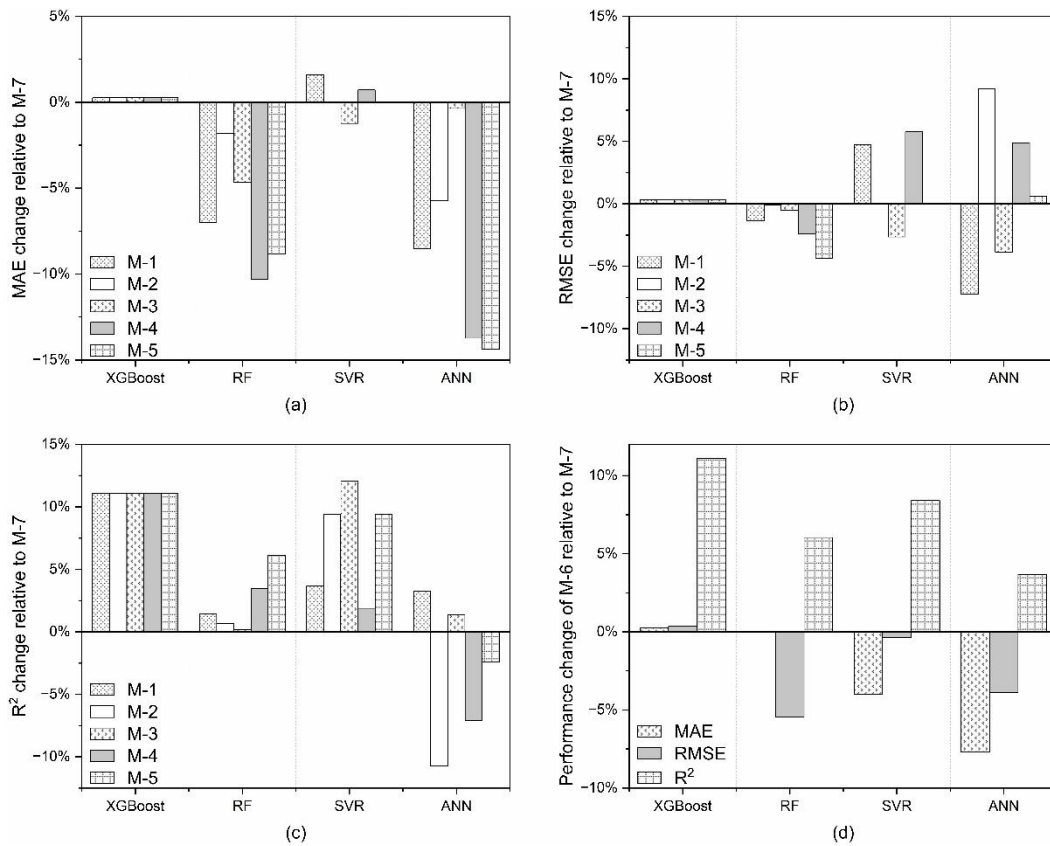 5%
0%
−5%
−10%
−15%
MAE change relative to M-7
M-1
M-2
M-3
M-4
M-5
XGBoost RF SVR ANN
(a)
15%
10%
5%
0%
−5%
−10%
RMSE change relative to M-7
M-1
M-2
M-3
M-4
M-5
XGBoost RF SVR ANN
(b)
15%
10%
5%
0%
−5%
−10%
R² change relative to M-7
M-1
M-2
M-3
M-4
M-5
XGBoost RF SVR ANN
(c)
10%
5%
0%
−5%
−10%
Performance change of M-6 relative to M-7
MAE
RMSE
R²
XGBoost RF SVR ANN
(d)